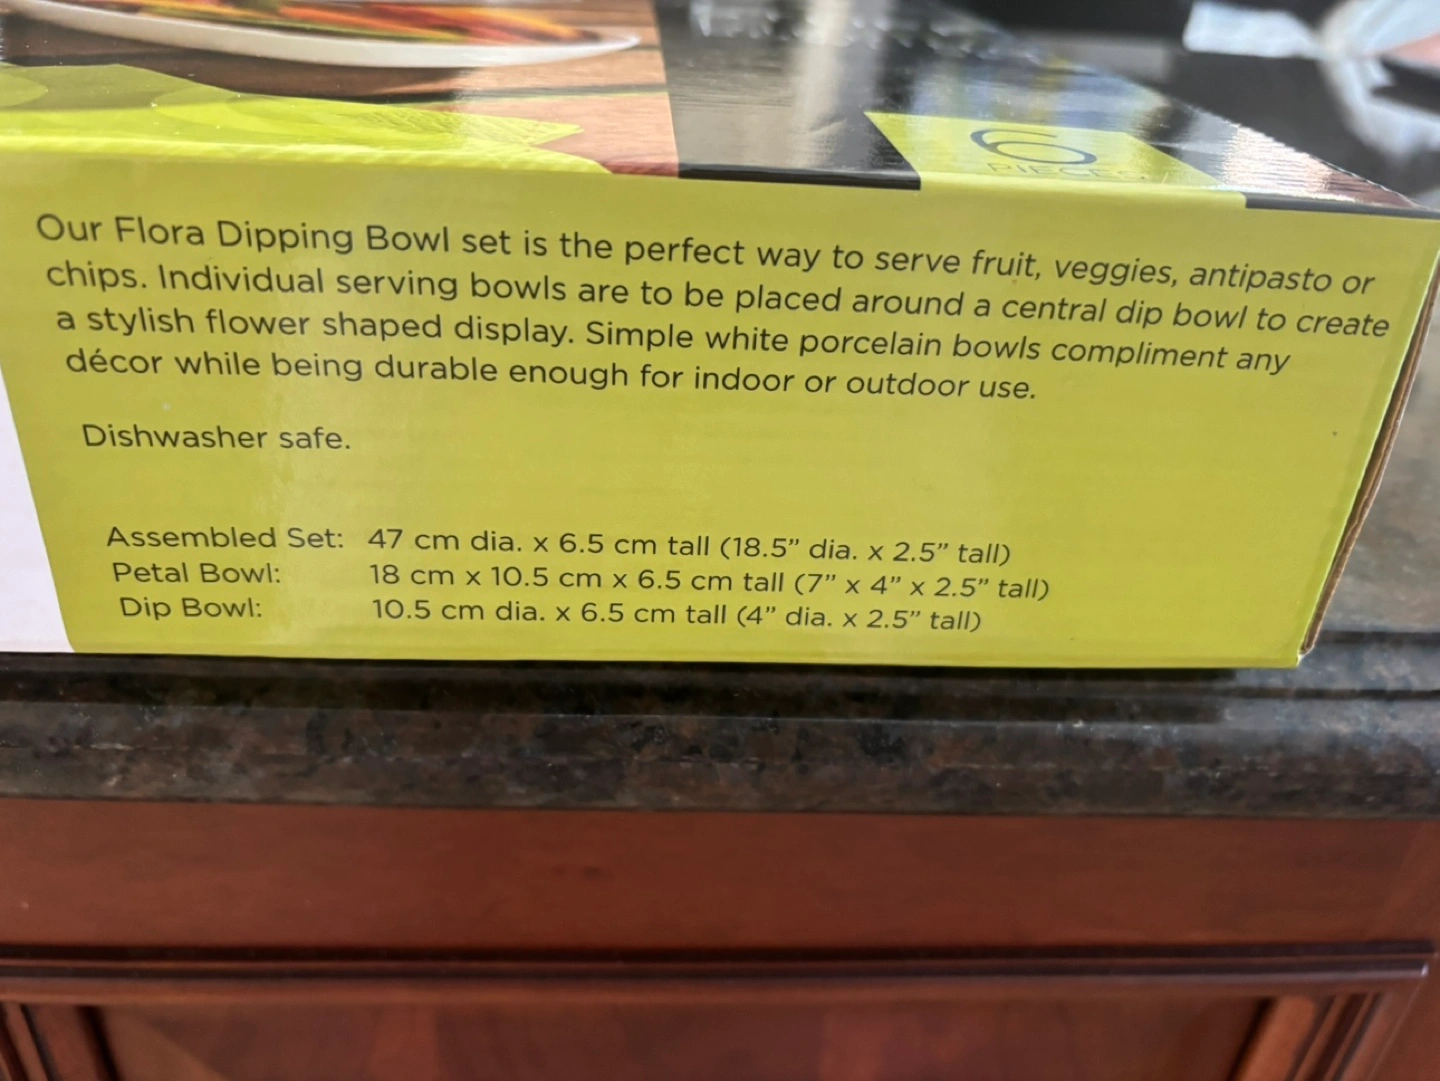 6
PIECES
Our Flora Dipping Bowl set is the perfect way to serve fruit, veggies, antipasto or
chips. Individual serving bowls are to be placed around a central dip bowl to create
a stylish flower shaped display. Simple white porcelain bowls compliment any
décor while being durable enough for indoor or outdoor use.
Dishwasher safe.
Assembled Set: 47 cm dia. x 6.5 cm tall (18.5” dia. x 2.5” tall)
Petal Bowl: 18 cm x 10.5 cm x 6.5 cm tall (7” x 4” x 2.5” tall)
Dip Bowl: 10.5 cm dia. x 6.5 cm tall (4” dia. x 2.5” tall)